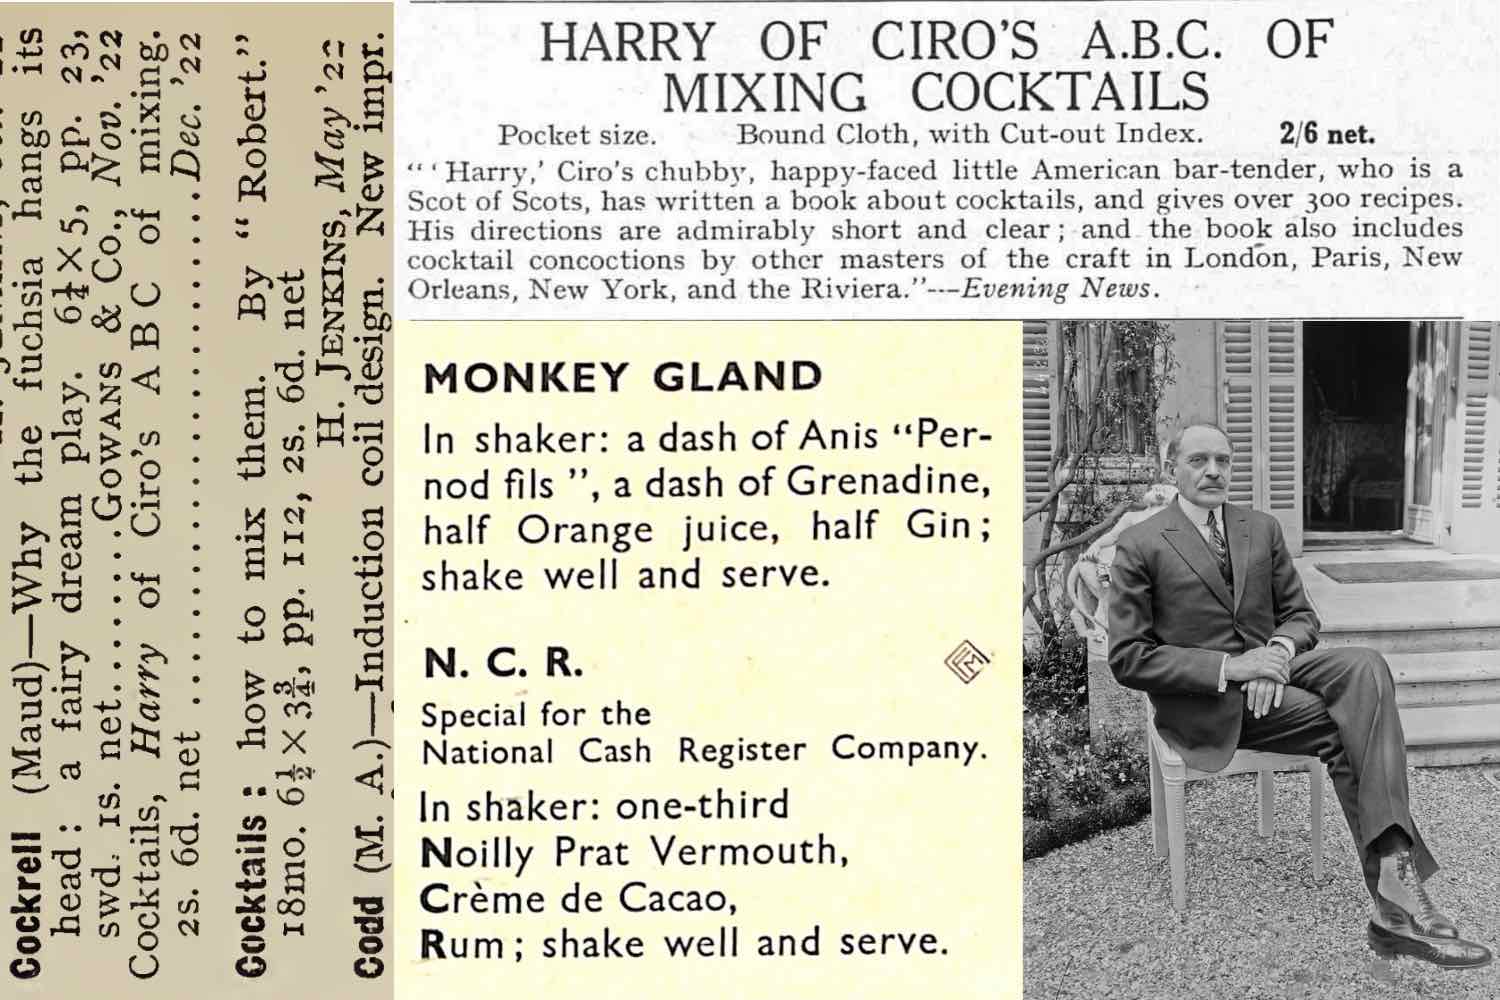 Cockrell (Maud)—Why the fuchsia hangs its
head : a fairy dream play. 6¼ × 5, pp. 23,
swd. 1s. net........GOWANS & Co., Nov. '22
Cocktails, Harry of Ciro's A B C of mixing.
2s. 6d. net ..............................Dec. '22
Cocktails : how to mix them. By “ Robert.”
18mo. 6½ × 3¾, pp. 112, 2s. 6d. net
H. JENKINS, May '22
Codd (M. A.)—Induction coil design. New impr.
HARRY OF CIRO'S A.B.C. OF
MIXING COCKTAILS
Pocket size. Bound Cloth, with Cut-out Index. 2/6 net.
“ ‘ Harry,’ Ciro's chubby, happy-faced little American bar-tender, who is a
Scot of Scots, has written a book about cocktails, and gives over 300 recipes.
His directions are admirably short and clear ; and the book also includes
cocktail concoctions by other masters of the craft in London, Paris, New
Orleans, New York, and the Riviera.”---Evening News.
MONKEY GLAND
In shaker: a dash of Anis “Per-
nod fils ”, a dash of Grenadine,
half Orange juice, half Gin ;
shake well and serve.
N. C. R.
Special for the
National Cash Register Company.
In shaker: one-third
Noilly Prat Vermouth,
Crème de Cacao,
Rum ; shake well and serve.